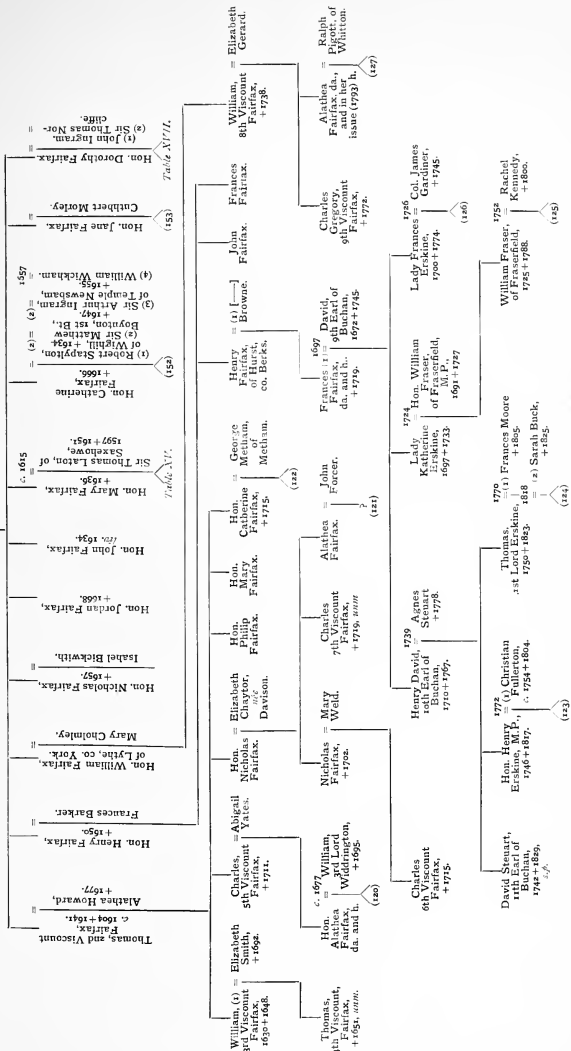 Thomas, 2nd Viscount
Fairfax,
c. 1604+1641.
Alathea Howard,
+1677.
Hon. Henry Fairfax,
+1650.
Frances Barker.
Hon. William Fairfax,
of Lythe, co. York.
Mary Cholmley.
Hon. Nicholas Fairfax,
+1657.
Isabel Bickwith.
Hon. Jordan Fairfax,
+1668.
Hon. John Fairfax,
viv. 1634.
Hon. Mary Fairfax,
+1636.
c. 1615
Sir Thomas Laton, of
Saxehowe,
1597+1651.
Table XV.
Hon. Catherine
Fairfax,
+1666.
(1) Robert Stapylton,
of Wighill, +1634.
(2) Sir Matthew
Boynton, 1st Bt.,
+1647.
(3) Sir Arthur Ingram,
of Temple Newsham,
+1655.
1657
(4) William Wickham.
(2)
(2)
(152)
Hon. Jane Fairfax.
Cuthbert Morley.
(153)
Hon. Dorothy Fairfax.
(1) John Ingram.
(2) Sir Thomas Nor-
cliffe.
Table XVII.
William, (1)
3rd Viscount
Fairfax,
1630+1648.
= Elizabeth
Smith,
+1692.
Charles,
5th Viscount
Fairfax,
+1711.
= Abigail
Yates.
Hon.
Nicholas
Fairfax.
= Elizabeth
Chaytor,
née
Davison.
Hon.
Philip
Fairfax.
Hon.
Mary
Fairfax.
Hon.
Catherine
Fairfax,
+1715.
= George
Metham,
of
Metham.
(122)
Henry
Fairfax,
of Hurst,
co. Berks.
= (1) [——]
Browne.
John
Fairfax.
Frances
Fairfax.
William,
8th Viscount
Fairfax,
+1738.
= Elizabeth
Gerard.
Thomas,
4th Viscount,
Fairfax,
+1651, unm.
Hon.
Alathea
Fairfax,
da. and h.
c. 1677
= William,
3rd Lord
Widdrington,
+1695.
(120)
Nicholas
Fairfax,
+1702.
= Mary
Weld.
Charles
7th Viscount
Fairfax,
+1719, unm
Alathea
Fairfax.
= John
Forcer.
?
(121)
1697
Frances (1)
Fairfax,
da. and h.
+1719.
= David,
9th Earl of
Buchan,
1672+1745.
Charles
Gregory,
9th Viscount
Fairfax,
+1772.
Alathea
Fairfax, da.,
and in her
issue (1793) h.
= Ralph
Pigott, of
Whitton.
(127)
Charles
6th Viscount
Fairfax,
+1715.
1739
Henry David,
10th Earl of
Buchan,
1710+1767.
= Agnes
Steuart
+1778.
1724
Lady
Katherine
Erskine,
1697+1733.
= Hon. William
Fraser,
of Fraserfield,
M.P.,
1691+1727
1726
Lady Frances
Erskine,
1700+1774.
= Col. James
Gardiner,
+1745.
(126)
David Steuart,
11th Earl of
Buchan,
1742+1829,
s.p.
1772
Hon. Henry
Erskine, M.P.,
1746+1817.
= (1) Christian
Fullerton,
c. 1754+1804.
(123)
1770
Thomas,
1st Lord Erskine,
1750+1823.
= (1) Frances Moore
+1805.
1818
= (2) Sarah Buck,
+1825.
(124)
1752
William Fraser,
of Fraserfield,
1725+1788.
= Rachel
Kennedy,
+1800.
(125)